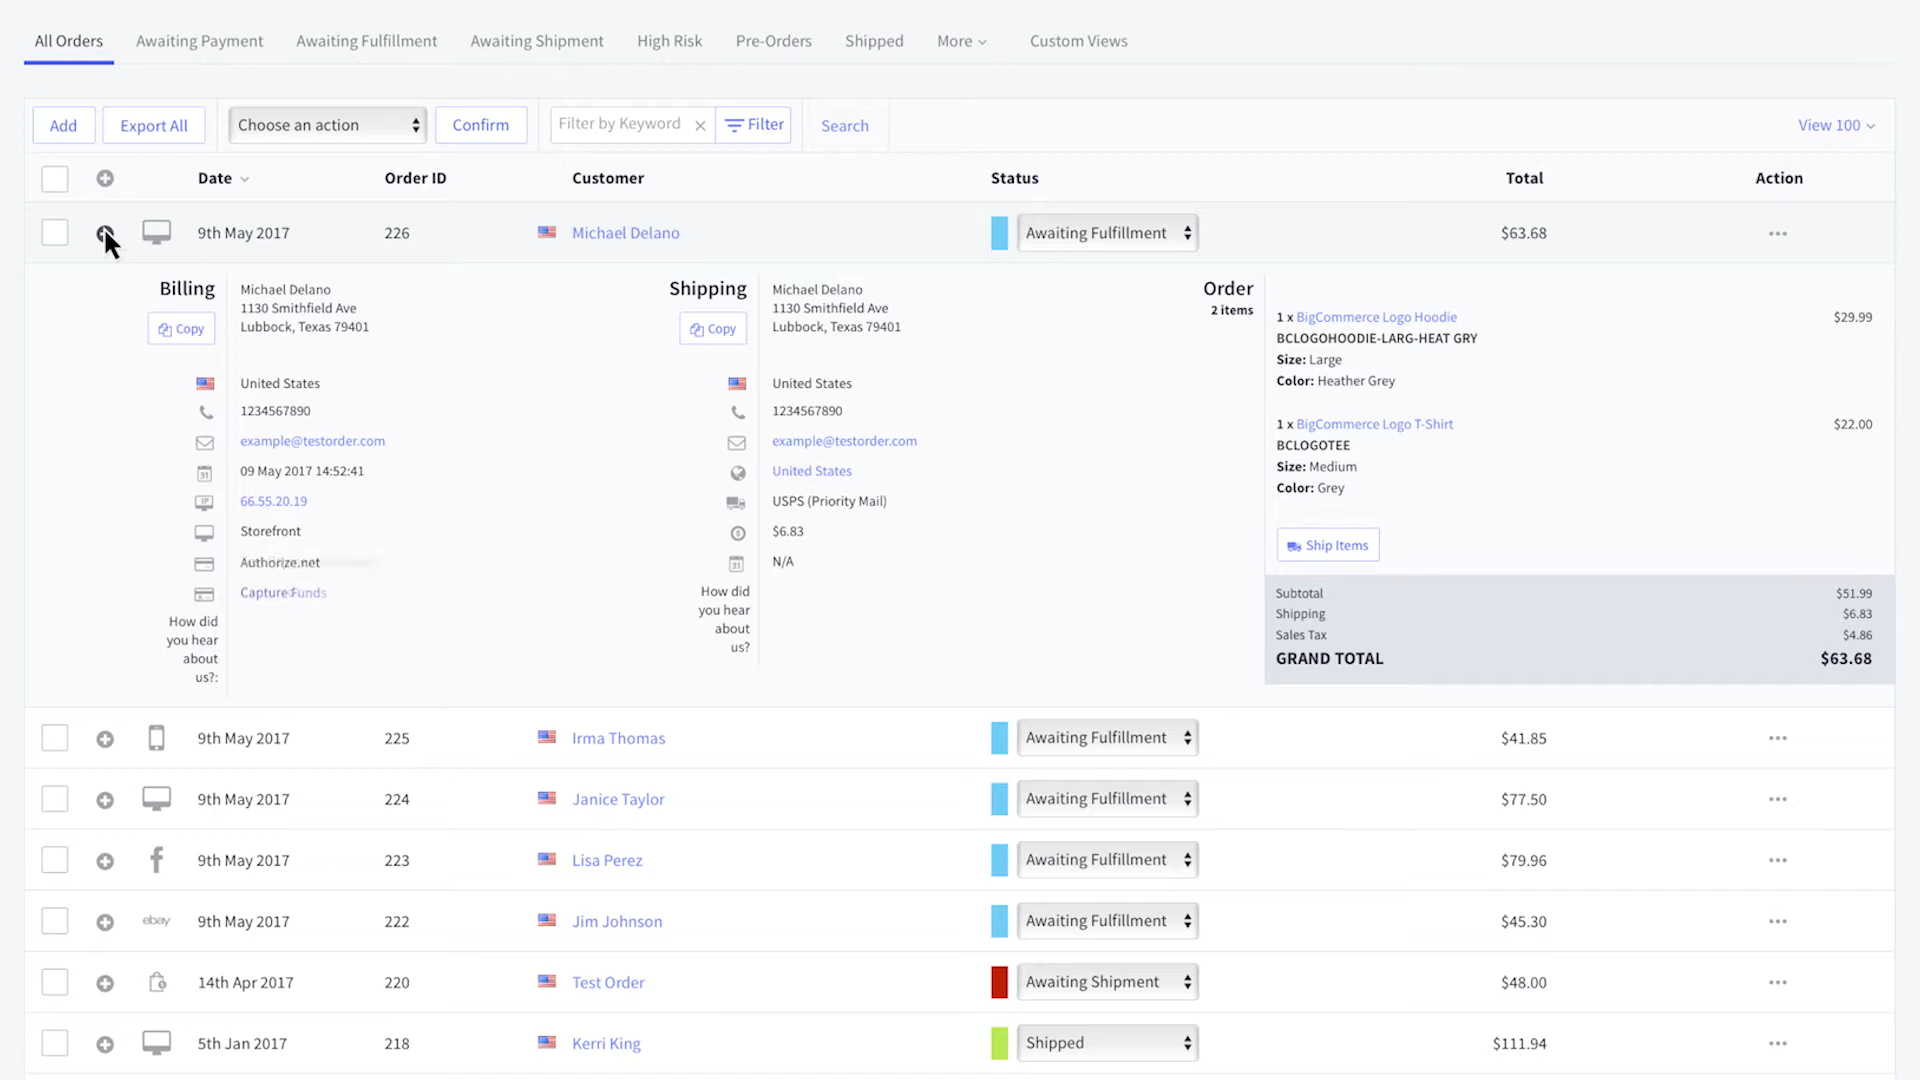 All Orders Awaiting Payment Awaiting Fulfillment Awaiting Shipment High Risk Pre-Orders Shipped More Custom Views
Add Export All Choose an action Confirm Filter by Keyword Filter Search View 100
Date Order ID Customer Status Total Action
9th May 2017 226 Michael Delano Awaiting Fulfillment $63.68
Billing
Copy
Michael Delano
1130 Smithfield Ave
Lubbock, Texas 79401
United States
1234567890
example@testorder.com
31 09 May 2017 14:52:41
IP 66.55.20.19
Storefront
Authorize.net
Capture Funds
How did
you hear
about
us?:
Shipping
Copy
Michael Delano
1130 Smithfield Ave
Lubbock, Texas 79401
United States
1234567890
example@testorder.com
United States
USPS (Priority Mail)
$6.83
31 N/A
How did
you hear
about
us?
Order
2 items
1 x BigCommerce Logo Hoodie $29.99
BCLOGOHOODIE-LARG-HEAT GRY
Size: Large
Color: Heather Grey
1 x BigCommerce Logo T-Shirt $22.00
BCLOGOTEE
Size: Medium
Color: Grey
Ship Items
Subtotal $51.99
Shipping $6.83
Sales Tax $4.86
GRAND TOTAL $63.68
9th May 2017 225 Irma Thomas Awaiting Fulfillment $41.85
9th May 2017 224 Janice Taylor Awaiting Fulfillment $77.50
9th May 2017 223 Lisa Perez Awaiting Fulfillment $79.96
ebay 9th May 2017 222 Jim Johnson Awaiting Fulfillment $45.30
14th Apr 2017 220 Test Order Awaiting Shipment $48.00
5th Jan 2017 218 Kerri King Shipped $111.94